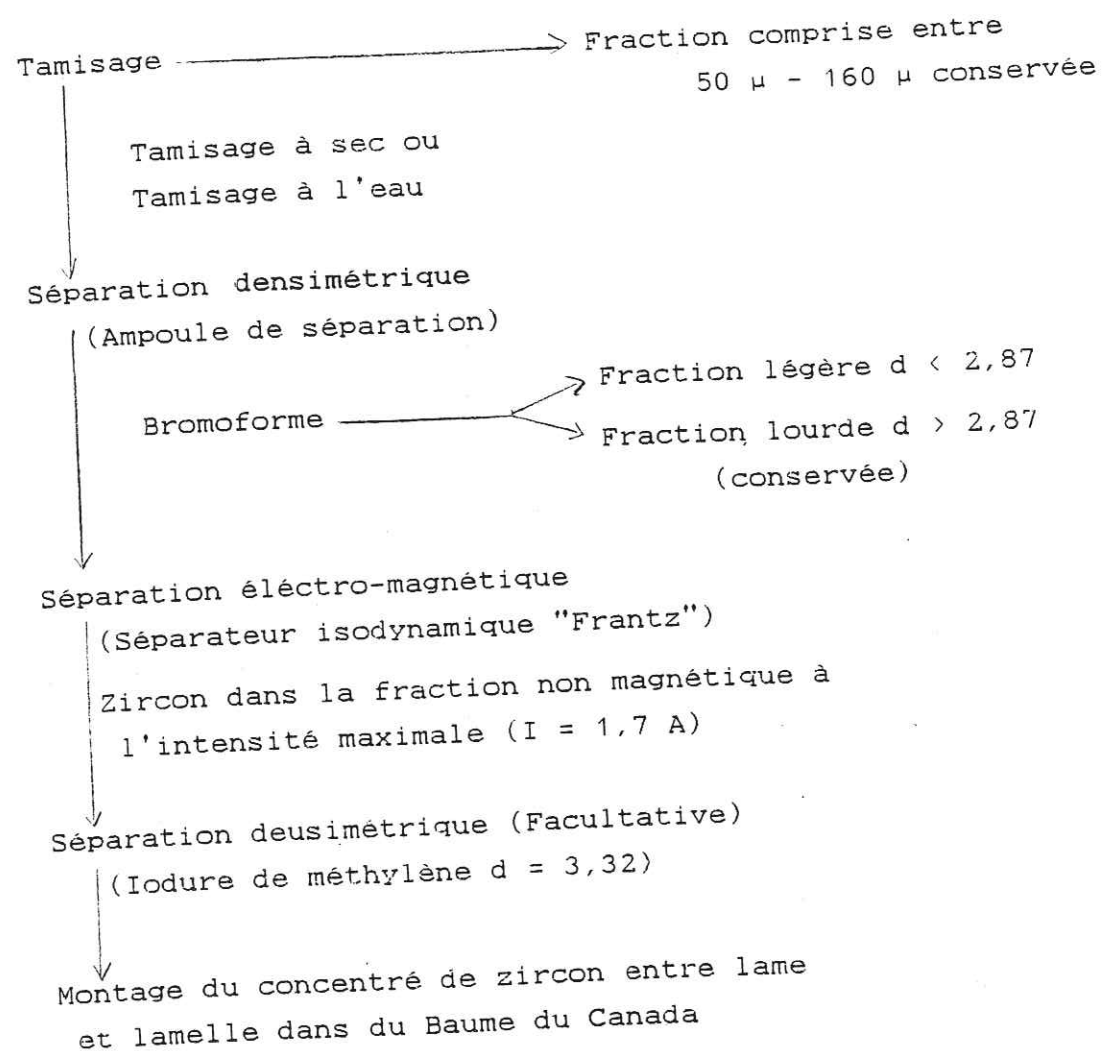 Tamisage
Fraction comprise entre
50 µ - 160 µ conservée
Tamisage à sec ou
Tamisage à l'eau
Séparation densimétrique
(Ampoule de séparation)
Bromoforme
Fraction légère d < 2,87
Fraction lourde d > 2,87
(conservée)
Séparation éléctro-magnétique
(Séparateur isodynamique "Frantz")
Zircon dans la fraction non magnétique à
l'intensité maximale (I = 1,7 A)
Séparation deusimétrique (Facultative)
(Iodure de méthylène d = 3,32)
Montage du concentré de zircon entre lame
et lamelle dans du Baume du Canada